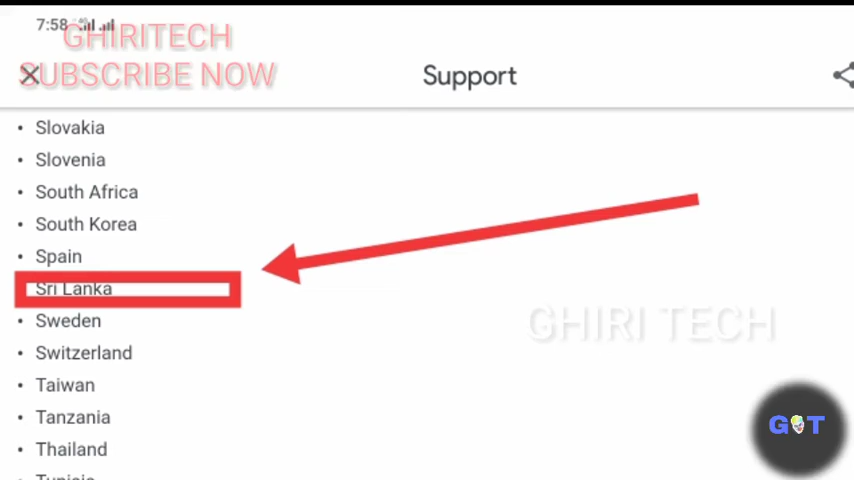 7:58
GHIRITECH
SUBSCRIBE NOW
Support
• Slovakia
• Slovenia
• South Africa
• South Korea
• Spain
Sri Lanka
• Sweden
• Switzerland
• Taiwan
• Tanzania
• Thailand
GHIRI TECH
G T